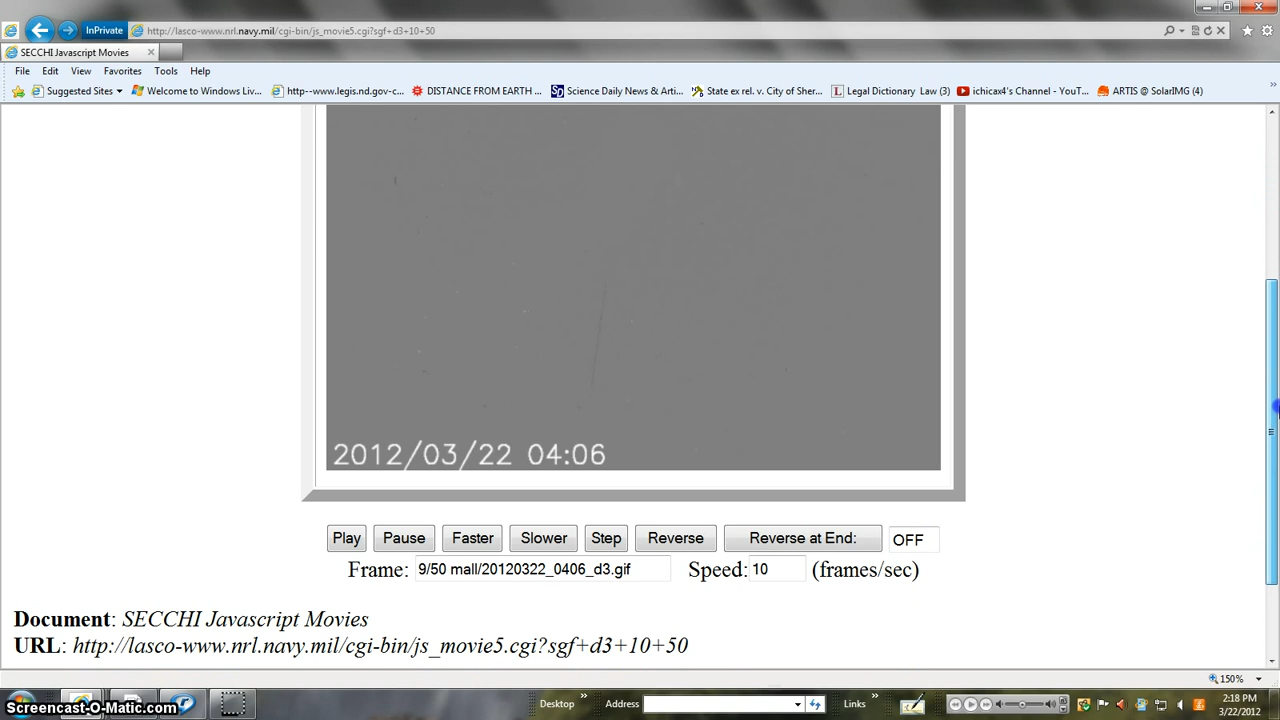 InPrivate
http://lasco-www.nrl.navy.mil/cgi-bin/js_movie5.cgi?sgf+d3+10+50
SECCHI Javascript Movies
File Edit View Favorites Tools Help
Suggested Sites Welcome to Windows Liv... http--www.legis.nd.gov-c... DISTANCE FROM EARTH ... Science Daily News & Arti... State ex rel. v. City of Sher... Legal Dictionary Law (3) ichicax4's Channel - YouT... ARTIS @ SolarIMG (4)
2012/03/22 04:06
Play Pause Faster Slower Step Reverse Reverse at End: OFF
Frame: 9/50 mall/20120322_0406_d3.gif Speed: 10 (frames/sec)
Document: SECCHI Javascript Movies
URL: http://lasco-www.nrl.navy.mil/cgi-bin/js_movie5.cgi?sgf+d3+10+50
150%
Screencast-O-Matic.com Desktop Address Links 2:18 PM
3/22/2012